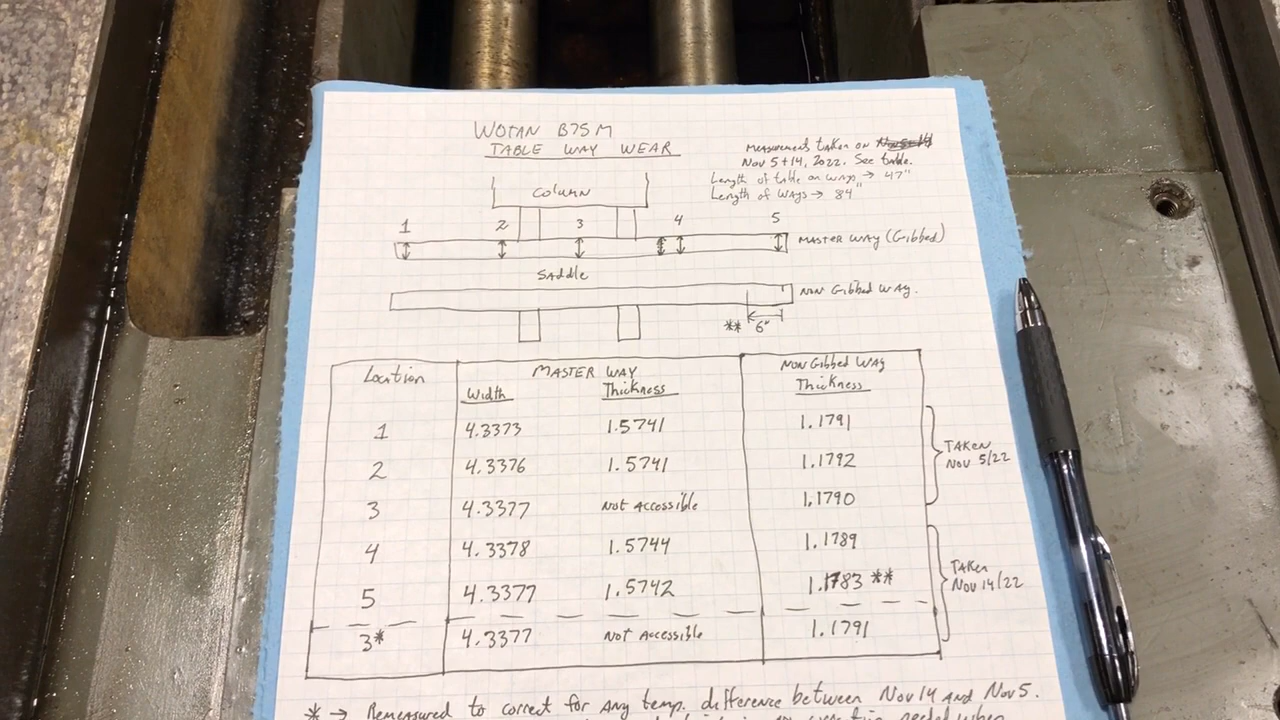 WOTAN B75M
TABLE WAY WEAR
MEASUREMENTS TAKEN ON
Nov 5+14, 2022. See table.
Length of table on ways → 47"
Length of ways → 84"
COLUMN
1 2 3 4 5
MASTER WAY (Gibbed)
SADDLE
NON Gibbed WAY.
** 6"
Location MASTER WAY NON Gibbed WAY
Width Thickness Thickness
1 4.3373 1.5741 1.1791
2 4.3376 1.5741 1.1792
3 4.3377 Not Accessible 1.1790
TAKEN
Nov 5/22
4 4.3378 1.5744 1.1789
5 4.3377 1.5742 1.1783 **
3* 4.3377 Not Accessible 1.1791
TAKEN
Nov 14/22
* → Remeasured to correct for any temp. difference between Nov 14 and Nov 5.
needed when